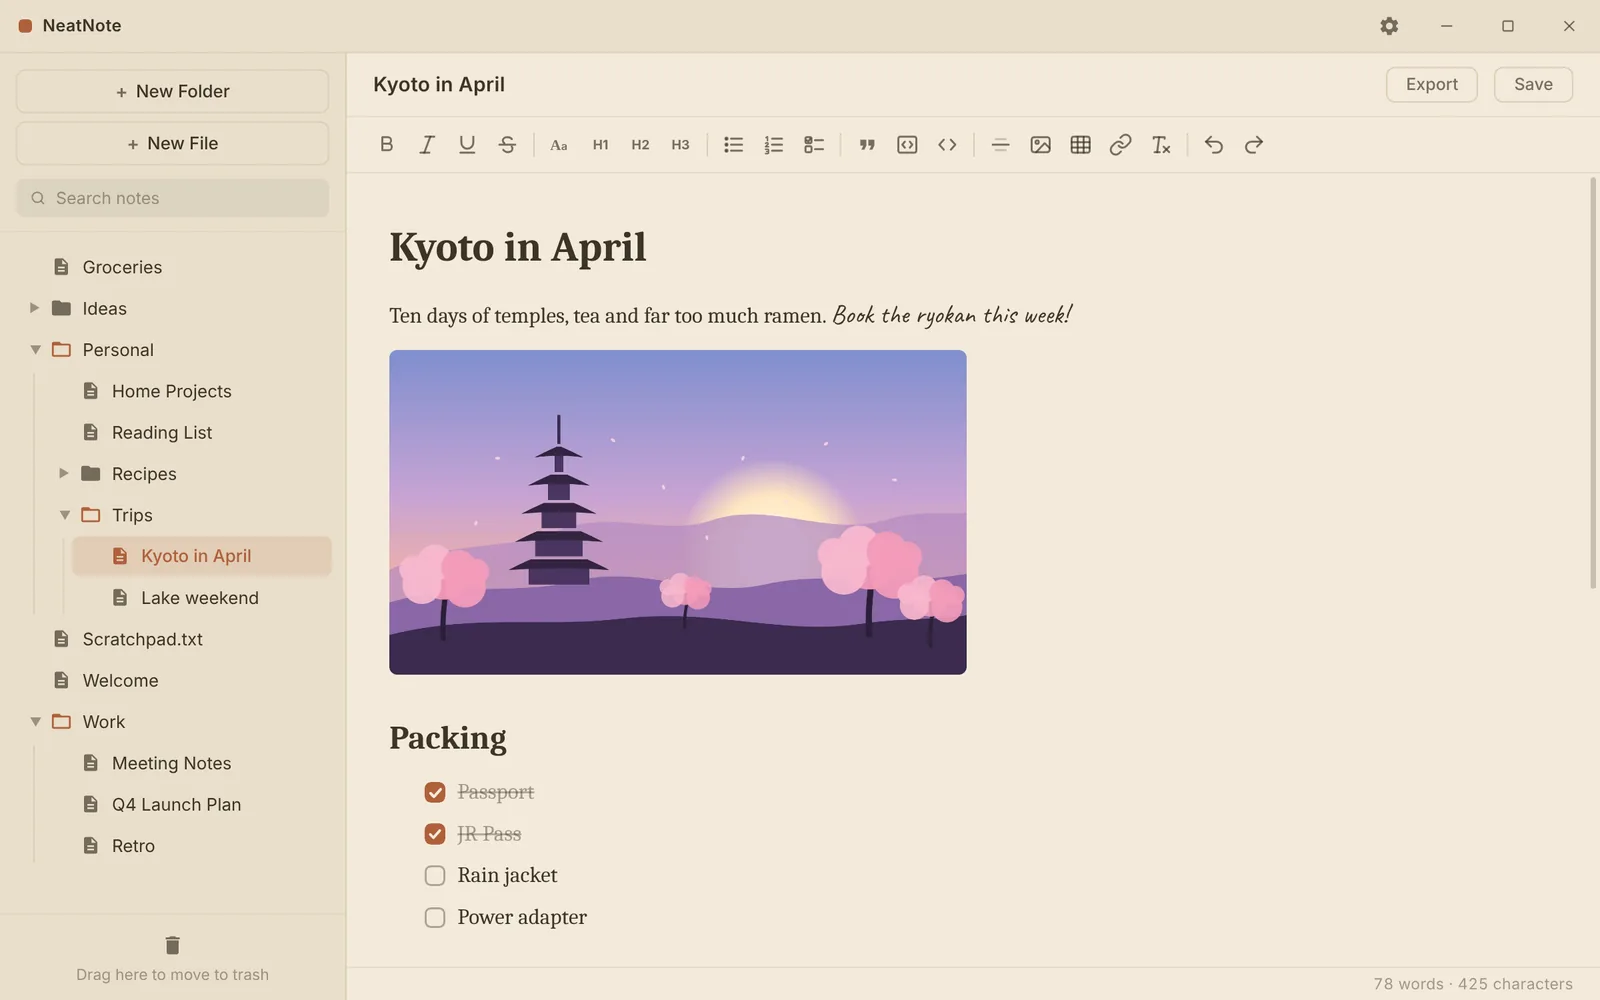 NeatNote
+ New Folder
+ New File
Search notes
Groceries
Ideas
Personal
Home Projects
Reading List
Recipes
Trips
Kyoto in April
Lake weekend
Scratchpad.txt
Welcome
Work
Meeting Notes
Q4 Launch Plan
Retro
Drag here to move to trash
Kyoto in April
Export
Save
B I U S Aa H1 H2 H3
Kyoto in April
Ten days of temples, tea and far too much ramen. Book the ryokan this week!
Packing
Passport
JR Pass
Rain jacket
Power adapter
78 words · 425 characters